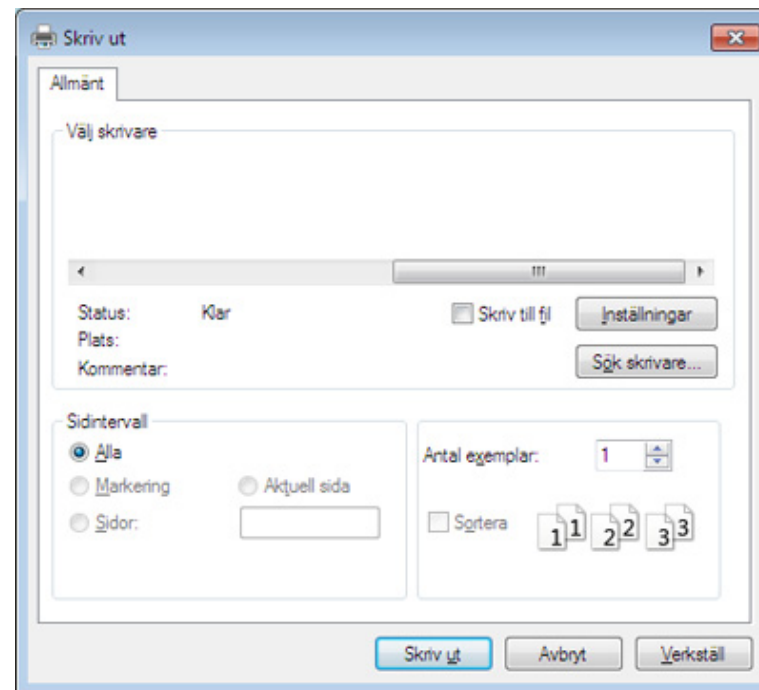 Skriv ut
Allmänt
Välj skrivare
Status: Klar
Skriv till fil
Inställningar
Plats:
Kommentar:
Sök skrivare...
Sidintervall
Alla
Markering
Aktuell sida
Sidor:
Antal exemplar: 1
Sortera
1 1 2 2 3 3
Skriv ut
Avbryt
Verkställ